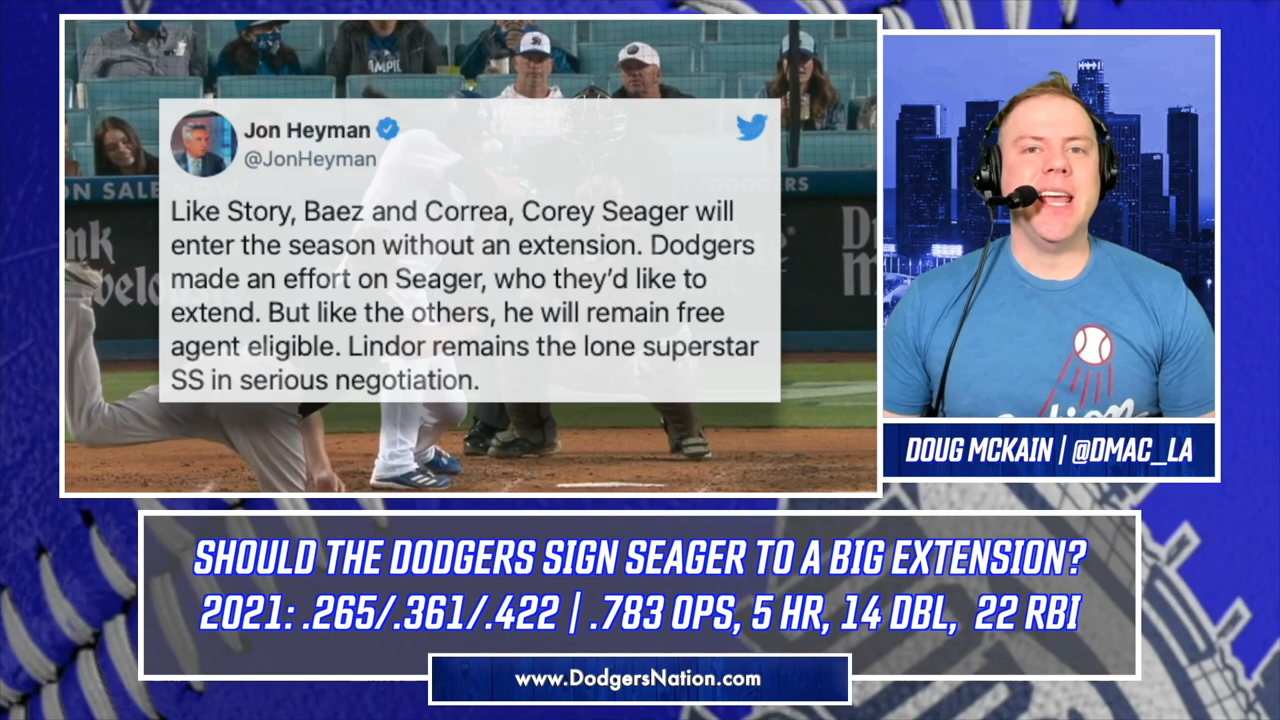 Jon Heyman
@JonHeyman
Like Story, Baez and Correa, Corey Seager will
enter the season without an extension. Dodgers
made an effort on Seager, who they’d like to
extend. But like the others, he will remain free
agent eligible. Lindor remains the lone superstar
SS in serious negotiation.
DOUG MCKAIN | @DMAC_LA
SHOULD THE DODGERS SIGN SEAGER TO A BIG EXTENSION?
2021: .265/.361/.422 | .783 OPS, 5 HR, 14 DBL, 22 RBI
www.DodgersNation.com